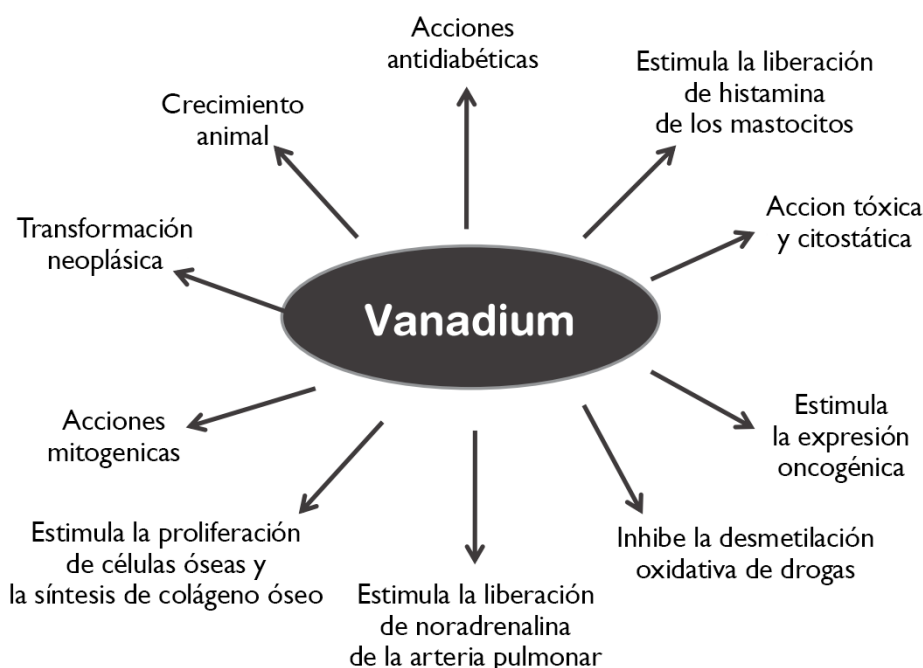 Acciones
antidiabéticas
Estimula la liberación
de histamina
de los mastocitos
Crecimiento
animal
Accion tóxica
y citostática
Transformación
neoplásica
Vanadium
Estimula
la expresión
oncogénica
Acciones
mitogenicas
Inhibe la desmetilación
oxidativa de drogas
Estimula la proliferación
de células óseas y
la síntesis de colágeno óseo
Estimula la liberación
de noradrenalina
de la arteria pulmonar